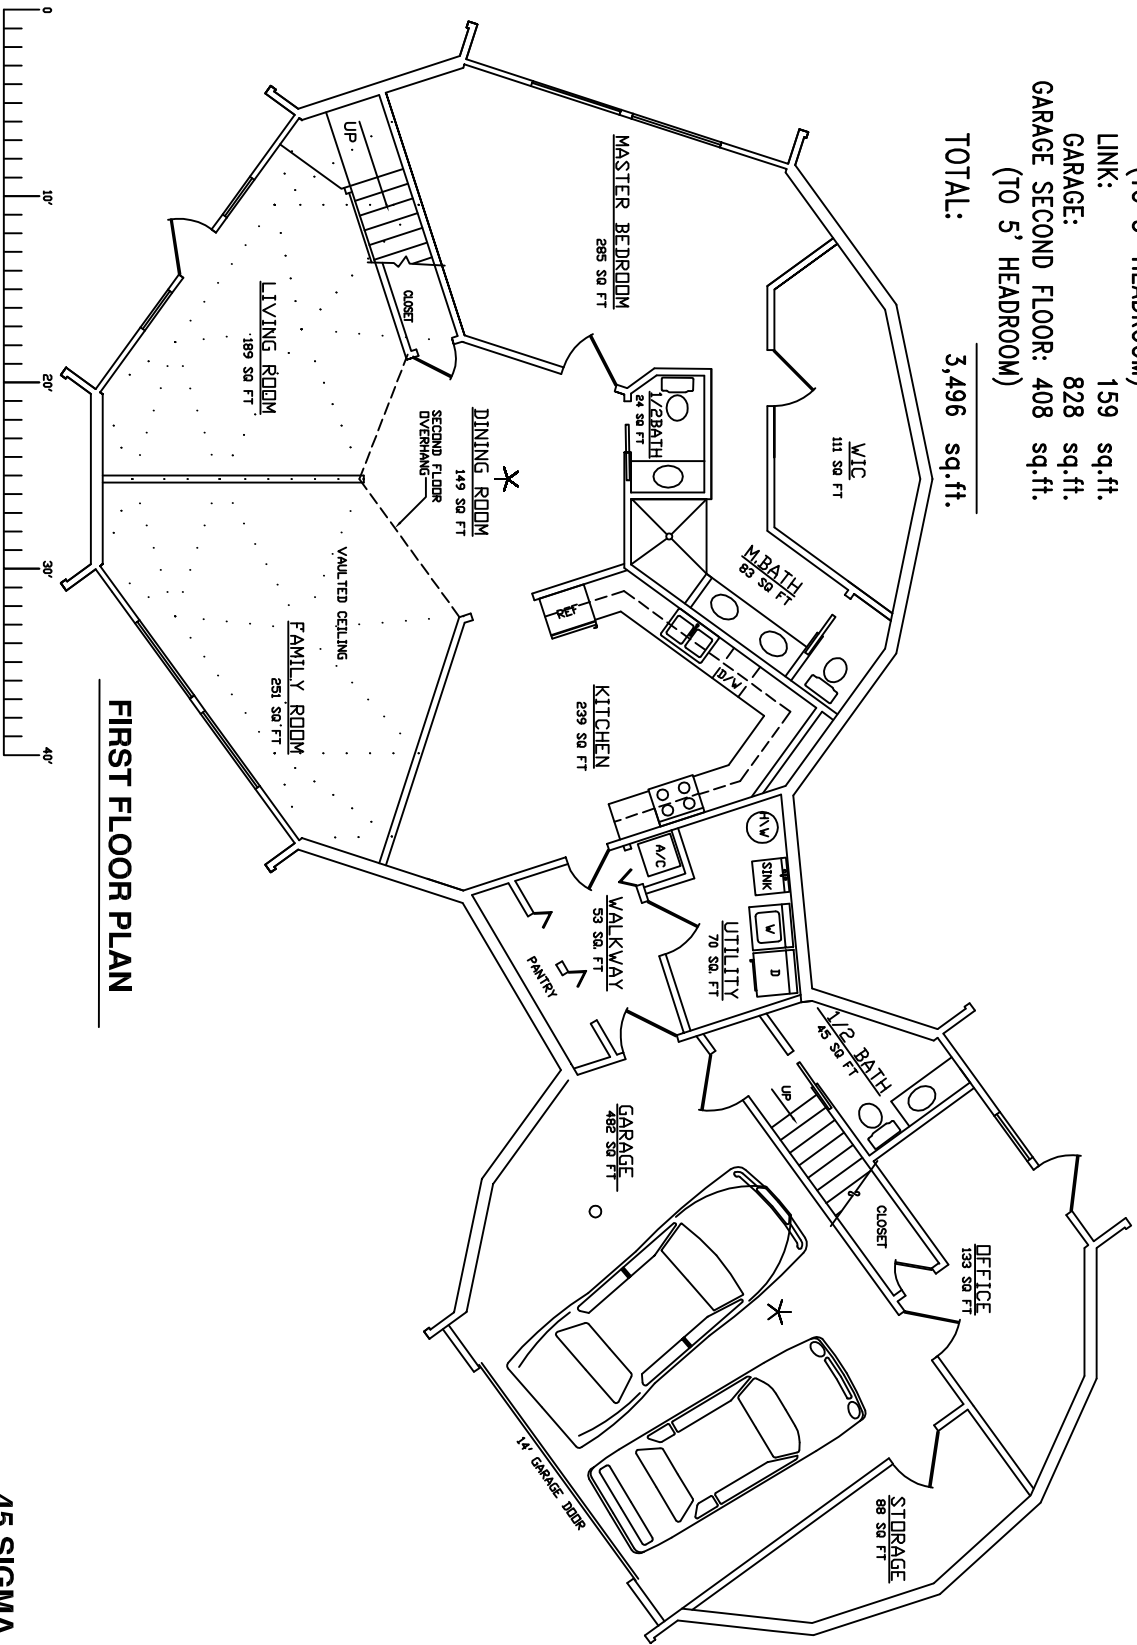 LINK: 159 sq.ft.
GARAGE: 828 sq.ft.
GARAGE SECOND FLOOR: 408 sq.ft.
(TO 5' HEADROOM)
TOTAL: 3,496 sq.ft.
WIC
111 SQ FT
M.BATH
83 SQ FT
1/2BATH
24 SQ FT
MASTER BEDROOM
285 SQ FT
UP
CLOSET
LIVING ROOM
189 SQ FT
DINING ROOM
149 SQ FT
SECOND FLOOR
OVERHANG
VAULTED CEILING
FAMILY ROOM
251 SQ FT
REF
D/W
KITCHEN
239 SQ FT
H\W
SINK
W
D
A/C
UTILITY
70 SQ. FT
WALKWAY
53 SQ. FT
PANTRY
1/2 BATH
45 SQ FT
UP
CLOSET
OFFICE
133 SQ FT
GARAGE
482 SQ FT
STORAGE
88 SQ FT
14' GARAGE DOOR
FIRST FLOOR PLAN
0 10' 20' 30' 40'
45 SIGMA